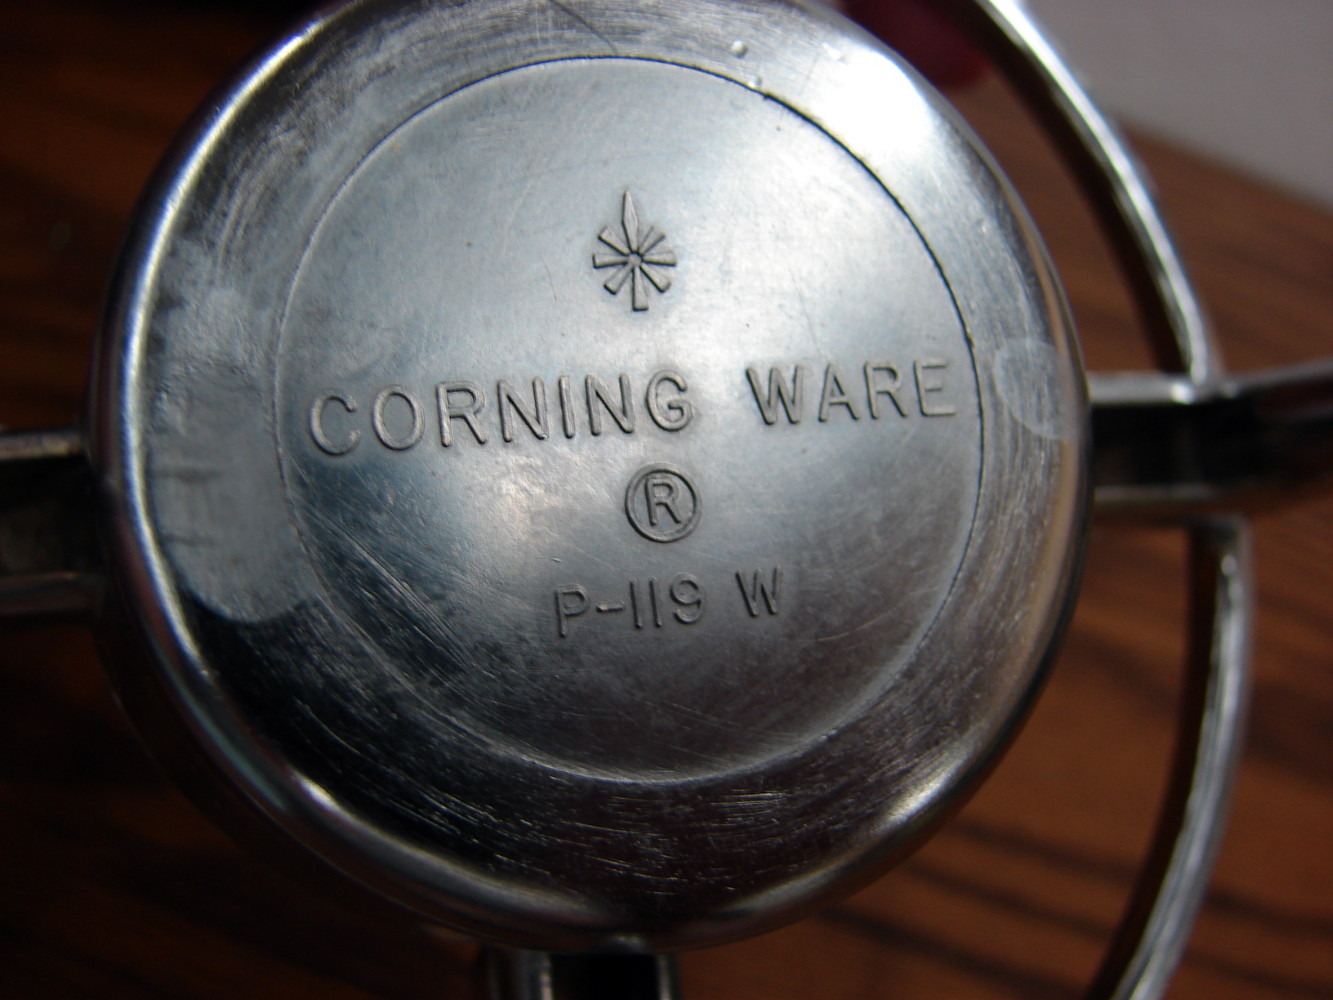 CORNING WARE
®
P-119 W